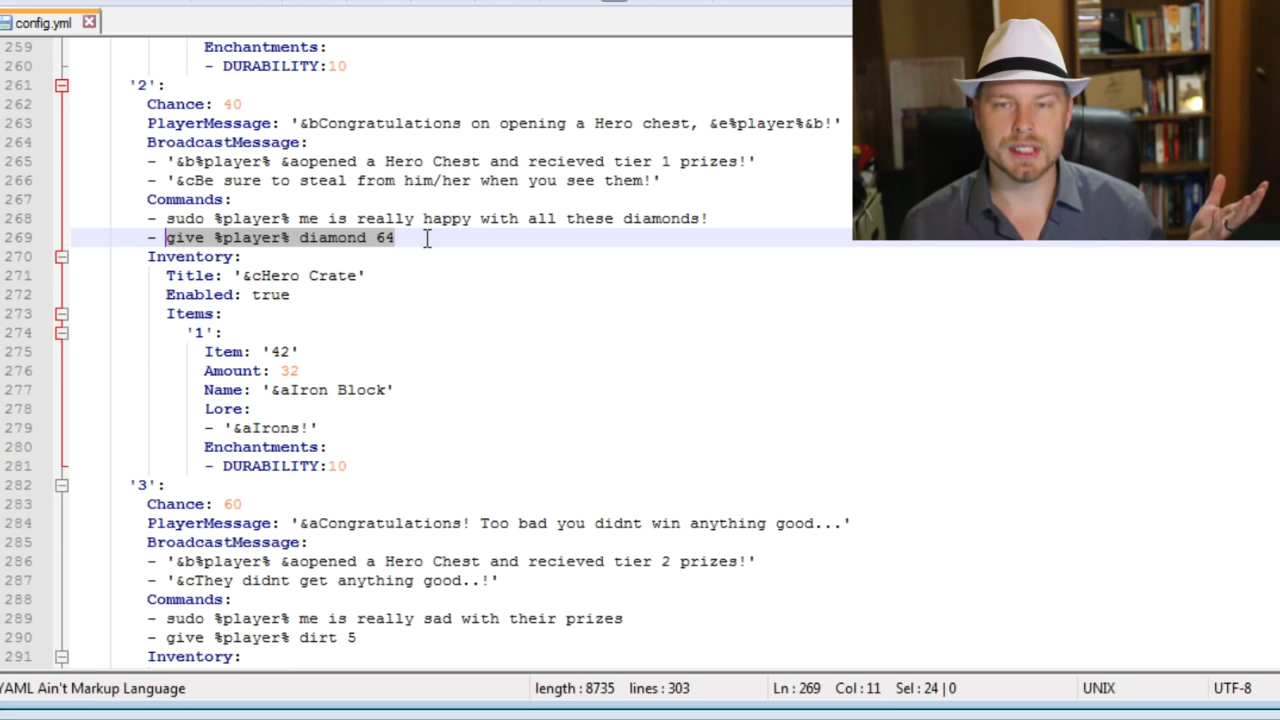 config.yml
259 Enchantments:
260 - DURABILITY:10
261 '2':
262 Chance: 40
263 PlayerMessage: '&bCongratulations on opening a Hero chest, &e%player%&b!'
264 BroadcastMessage:
265 - '&b%player% &aopened a Hero Chest and recieved tier 1 prizes!'
266 - '&cBe sure to steal from him/her when you see them!'
267 Commands:
268 - sudo %player% me is really happy with all these diamonds!
269 - give %player% diamond 64
270 Inventory:
271 Title: '&cHero Crate'
272 Enabled: true
273 Items:
274 '1':
275 Item: '42'
276 Amount: 32
277 Name: '&aIron Block'
278 Lore:
279 - '&aIrons!'
280 Enchantments:
281 - DURABILITY:10
282 '3':
283 Chance: 60
284 PlayerMessage: '&aCongratulations! Too bad you didnt win anything good...'
285 BroadcastMessage:
286 - '&b%player% &aopened a Hero Chest and recieved tier 2 prizes!'
287 - '&cThey didnt get anything good..!'
288 Commands:
289 - sudo %player% me is really sad with their prizes
290 - give %player% dirt 5
291 Inventory:
YAML Ain't Markup Language length : 8735 lines : 303 Ln : 269 Col : 11 Sel : 24 | 0 UNIX UTF-8